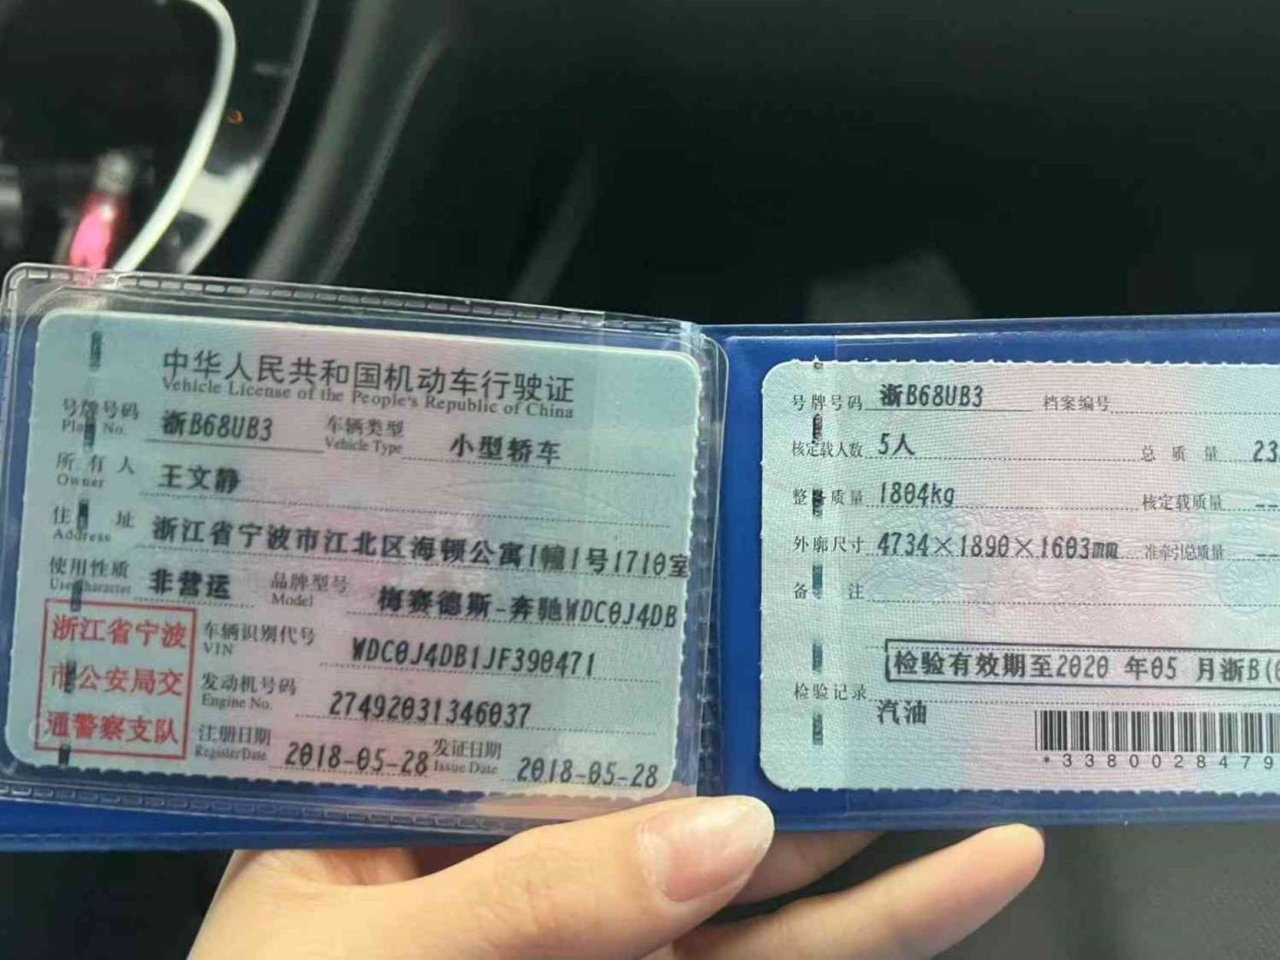 中华人民共和国机动车行驶证
Vehicle License of the People's Republic of China
号牌号码 浙B68UB3 车辆类型 小型轿车
Plate No. Vehicle Type
所有人 王文静
Owner
住址 浙江省宁波市江北区海顿公寓1幢1号1710室
Address
使用性质 非营运 品牌型号 梅赛德斯-奔驰WDC0J4DB
Use Character Model
浙江省宁波
市公安局交
通警察支队
车辆识别代号 WDC0J4DB1JF390471
VIN
发动机号码 27492031346037
Engine No.
注册日期 2018-05-28 发证日期 2018-05-28
Register Date Issue Date
号牌号码 浙B68UB3 档案编号
核定载人数 5人 总质量 23
整备质量 1804kg 核定载质量 --
外廓尺寸 4734×1890×1603mm 准牵引总质量 --
备注
检验有效期至2020 年05 月浙B(
检验记录
汽油
*3380028479